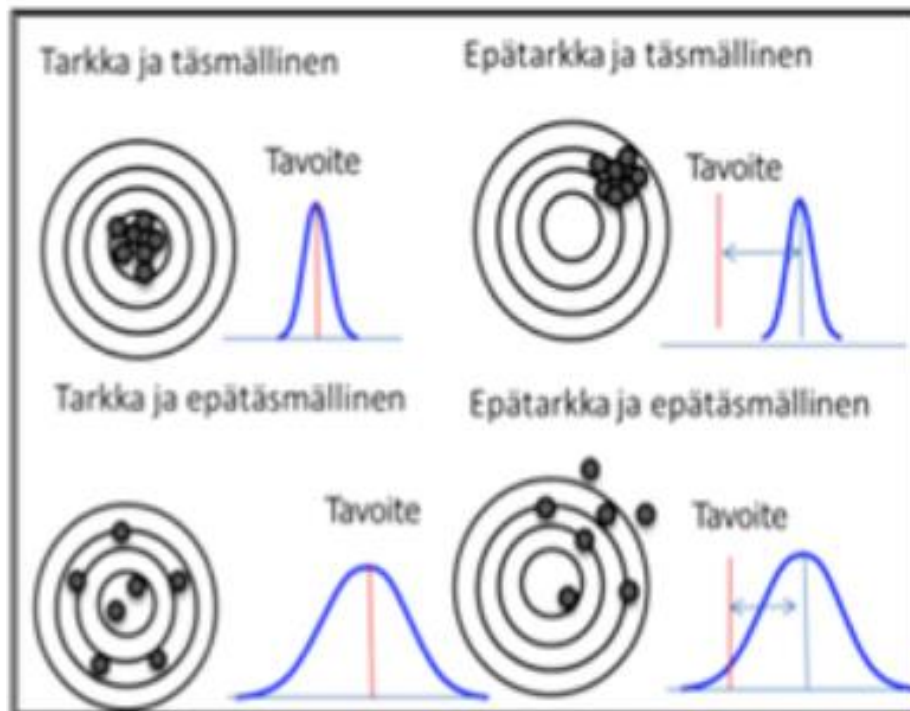 Tarkka ja täsmällinen
Epätarkka ja täsmällinen
Tavoite
Tavoite
Tarkka ja epätäsmällinen
Epätarkka ja epätäsmällinen
Tavoite
Tavoite